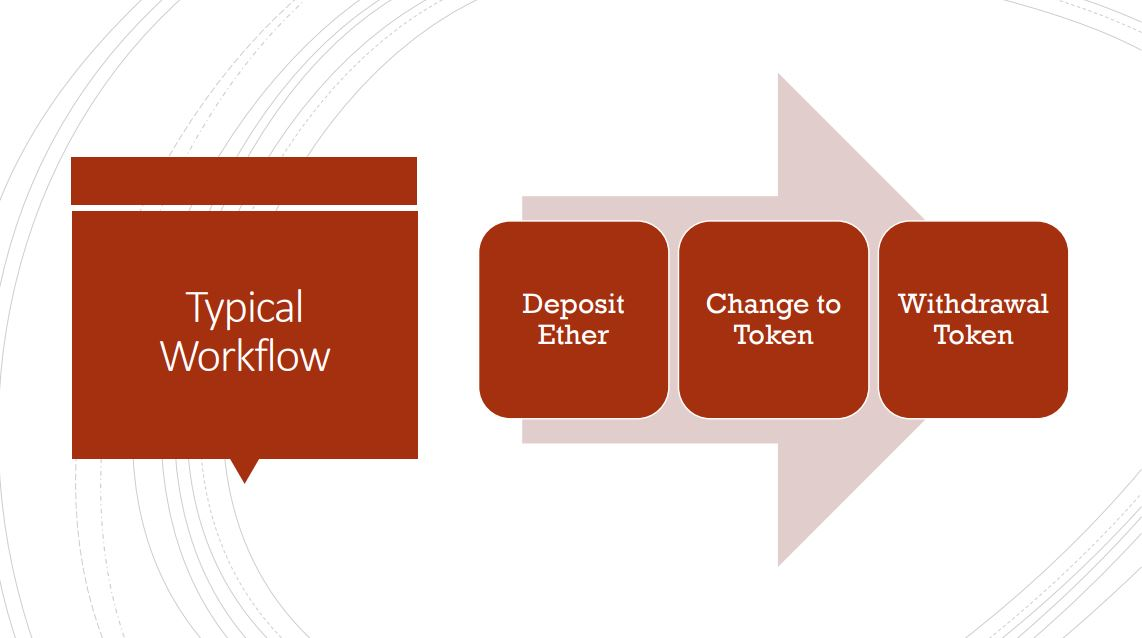 Typical
Workflow
Deposit
Ether
Change to
Token
Withdrawal
Token